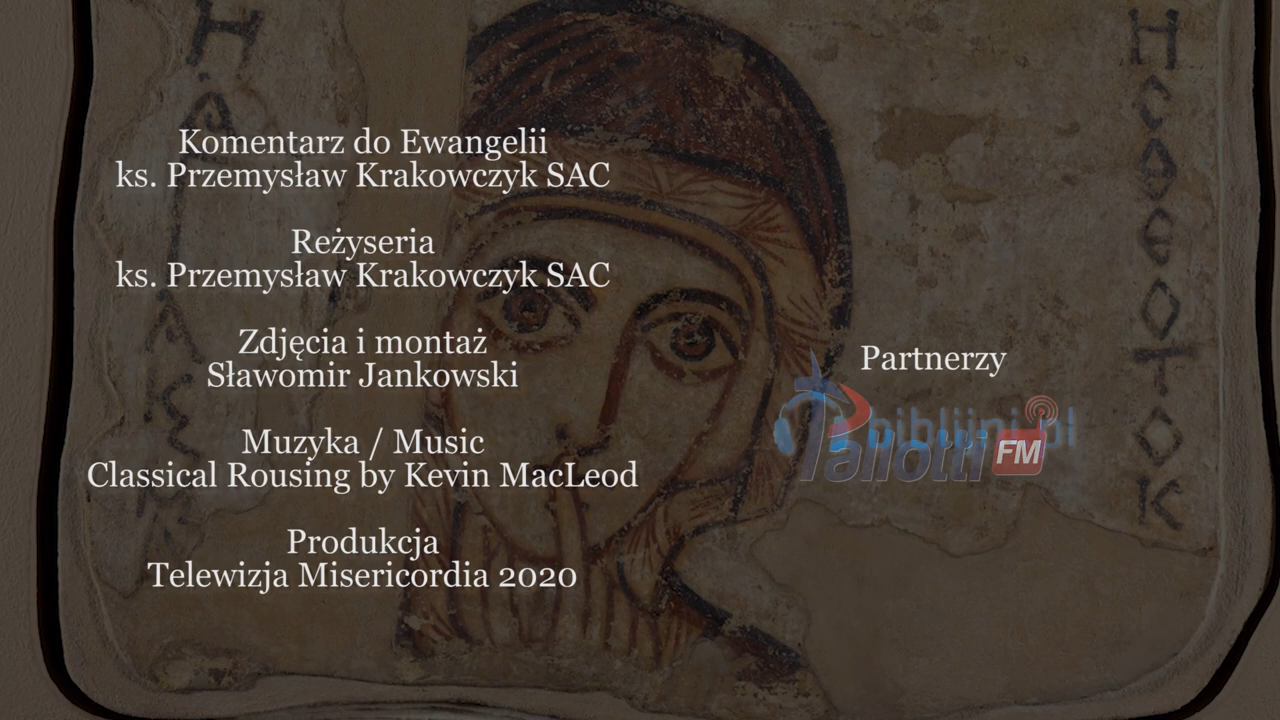 Komentarz do Ewangelii
ks. Przemysław Krakowczyk SAC
Reżyseria
ks. Przemysław Krakowczyk SAC
Zdjęcia i montaż
Sławomir Jankowski
Muzyka / Music
Classical Rousing by Kevin MacLeod
Produkcja
Telewizja Misericordia 2020
Partnerzy
biblijni.pl
Pallotti FM
Η
C
Θ
Ε
Ο
Τ
Ο
Κ